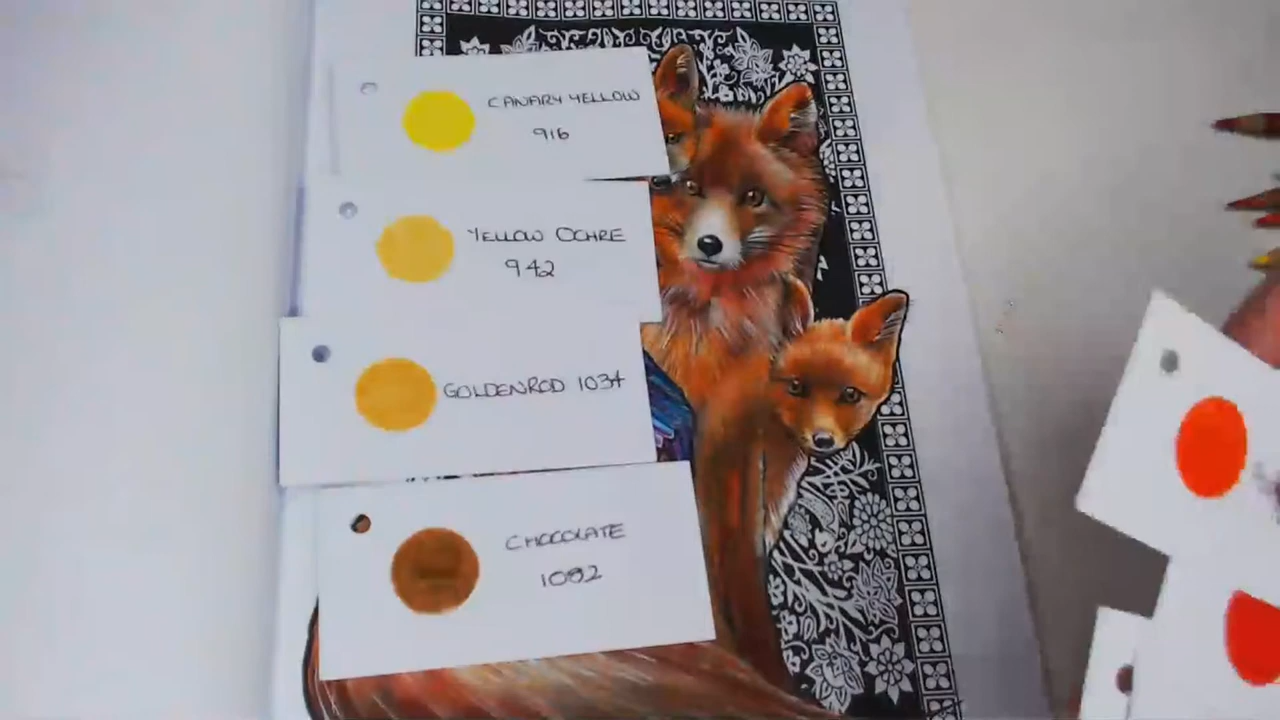 CANARY YELLOW
916
YELLOW OCHRE
942
GOLDENROD 1034
CHOCOLATE
1082